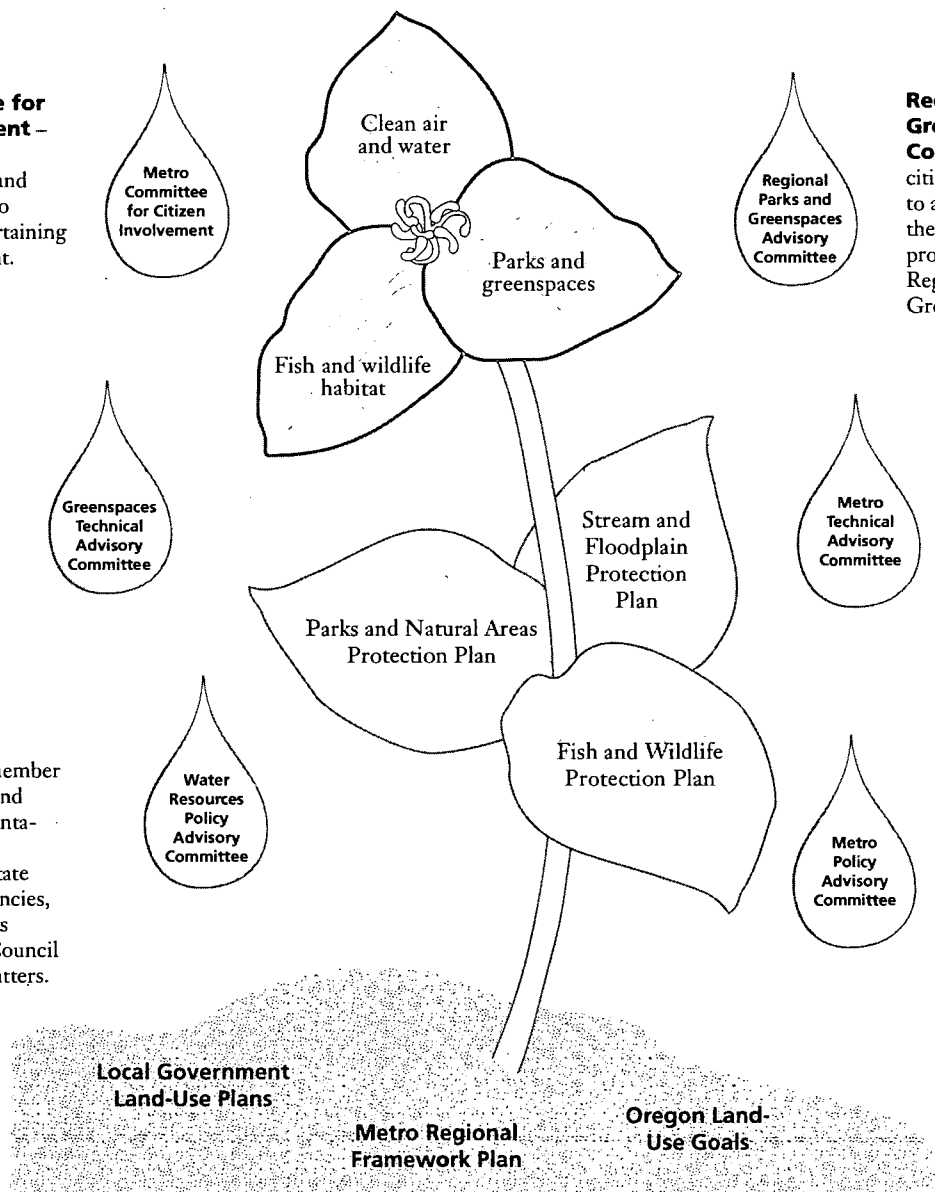 e for
ent –
and
o
rtaining
t.
Metro
Committee
for Citizen
Involvement
Clean air
and water
Parks and
greenspaces
Fish and wildlife
habitat
Regional
Parks and
Greenspaces
Advisory
Committee
Re
Gre
Co
citi
to a
the
pro
Reg
Gre
Greenspaces
Technical
Advisory
Committee
Stream and
Floodplain
Protection
Plan
Metro
Technical
Advisory
Committee
Parks and Natural Areas
Protection Plan
ember
nd
nta-
tate
ncies,
s
Council
tters.
Water
Resources
Policy
Advisory
Committee
Fish and Wildlife
Protection Plan
Metro
Policy
Advisory
Committee
Local Government
Land-Use Plans
Metro Regional
Framework Plan
Oregon Land-
Use Goals